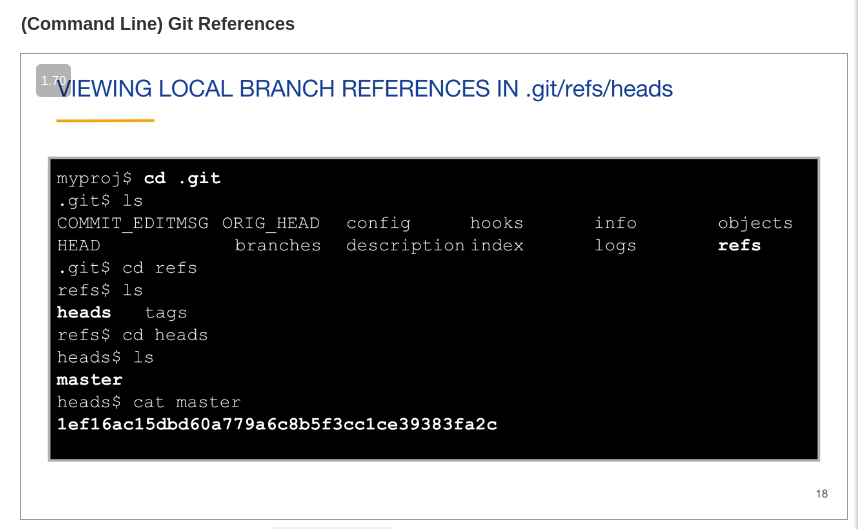 (Command Line) Git References
1.70
VIEWING LOCAL BRANCH REFERENCES IN .git/refs/heads
myproj$ cd .git
.git$ ls
COMMIT_EDITMSG ORIG_HEAD config hooks info objects
HEAD branches description index logs refs
.git$ cd refs
refs$ ls
heads tags
refs$ cd heads
heads$ ls
master
heads$ cat master
1ef16ac15dbd60a779a6c8b5f3cc1ce39383fa2c
18